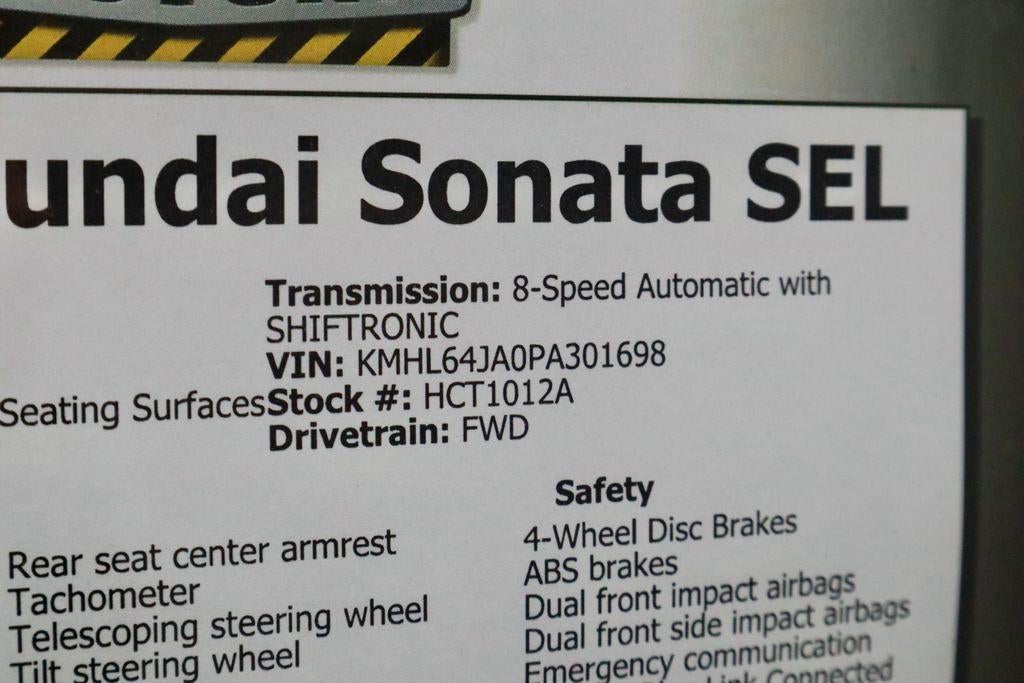 undai Sonata SEL
Transmission: 8-Speed Automatic with
SHIFTRONIC
VIN: KMHL64JA0PA301698
Seating Surfaces Stock #: HCT1012A
Drivetrain: FWD
Safety
Rear seat center armrest
Tachometer
Telescoping steering wheel
Tilt steering wheel
4-Wheel Disc Brakes
ABS brakes
Dual front impact airbags
Dual front side impact airbags
Emergency communication
Link Connected